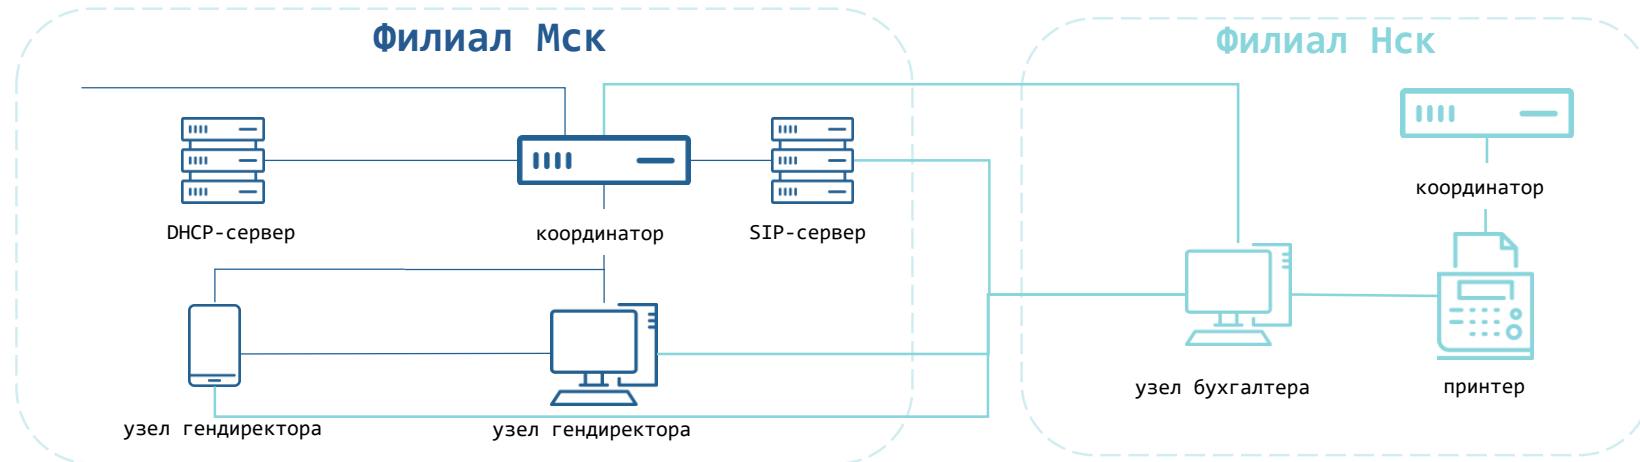 Филиал Мск
Филиал Нск
DHCP-сервер
координатор
SIP-сервер
координатор
узел гендиректора
узел гендиректора
узел бухгалтера
принтер